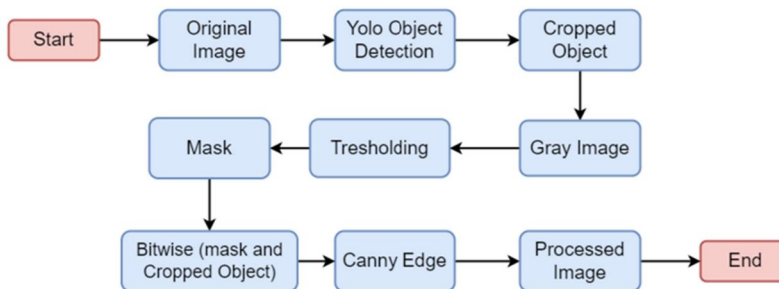 Start
Original
Image
Yolo Object
Detection
Cropped
Object
Gray Image
Tresholding
Mask
Bitwise (mask and
Cropped Object)
Canny Edge
Processed
Image
End